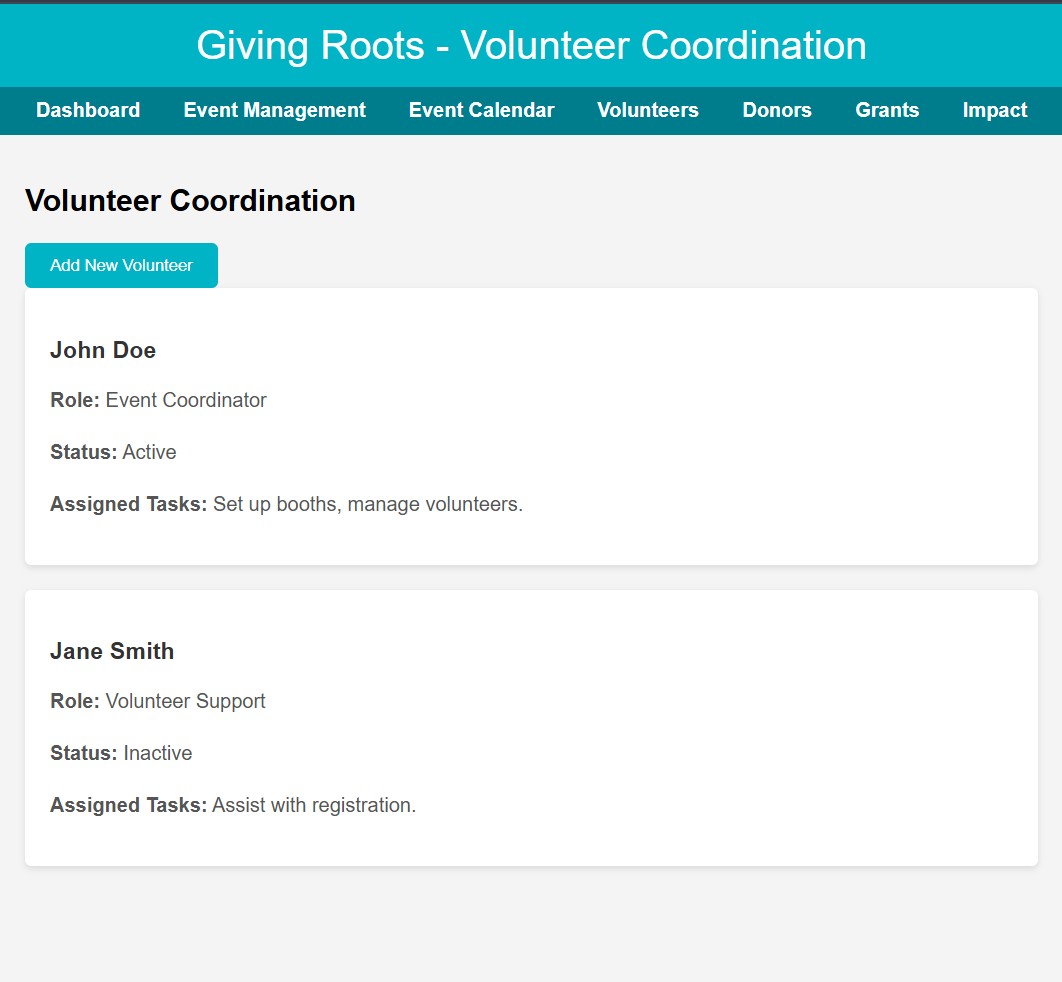 Giving Roots - Volunteer Coordination
Dashboard Event Management Event Calendar Volunteers Donors Grants Impact
Volunteer Coordination
Add New Volunteer
John Doe
Role: Event Coordinator
Status: Active
Assigned Tasks: Set up booths, manage volunteers.
Jane Smith
Role: Volunteer Support
Status: Inactive
Assigned Tasks: Assist with registration.